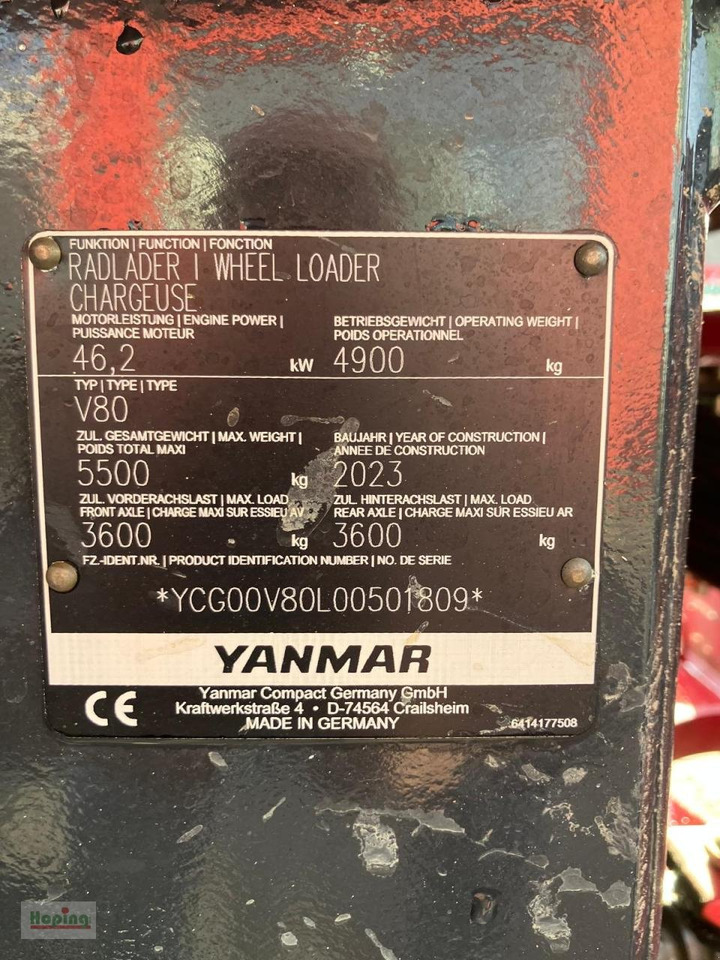 FUNKTION | FUNCTION | FONCTION
RADLADER | WHEEL LOADER
CHARGEUSE
MOTORLEISTUNG | ENGINE POWER |
PUISSANCE MOTEUR
46,2 kW
BETRIEBSGEWICHT | OPERATING WEIGHT |
POIDS OPERATIONNEL
4900 kg
TYP | TYPE | TYPE
V80
ZUL. GESAMTGEWICHT | MAX. WEIGHT |
POIDS TOTAL MAXI
5500 kg
BAUJAHR | YEAR OF CONSTRUCTION |
ANNEE DE CONSTRUCTION
2023
ZUL. VORDERACHSLAST | MAX. LOAD
FRONT AXLE | CHARGE MAXI SUR ESSIEU AV
3600 kg
ZUL. HINTERACHSLAST | MAX. LOAD
REAR AXLE | CHARGE MAXI SUR ESSIEU AR
3600 kg
FZ.-IDENT.NR. | PRODUCT IDENTIFICATION NUMBER | NO. DE SERIE
*YCG00V80L00501809*
YANMAR
CE
Yanmar Compact Germany GmbH
Kraftwerkstraße 4 • D-74564 Crailsheim
MADE IN GERMANY
6414177508
Hoping